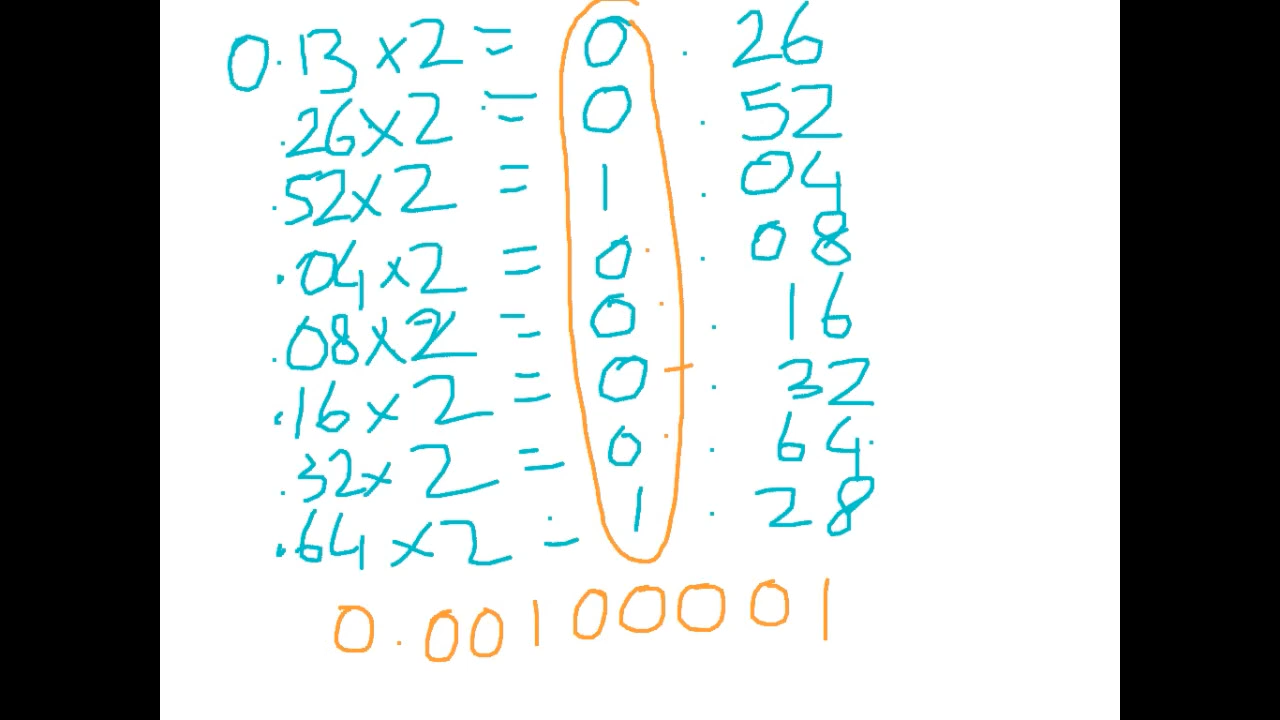 0.13 x 2 = 0 . 26
.26 x 2 = 0 . 52
.52 x 2 = 1 . 04
.04 x 2 = 0 . 08
.08 x 2 = 0 . 16
.16 x 2 = 0 . 32
.32 x 2 = 0 . 64
.64 x 2 = 1 . 28
0.00100001